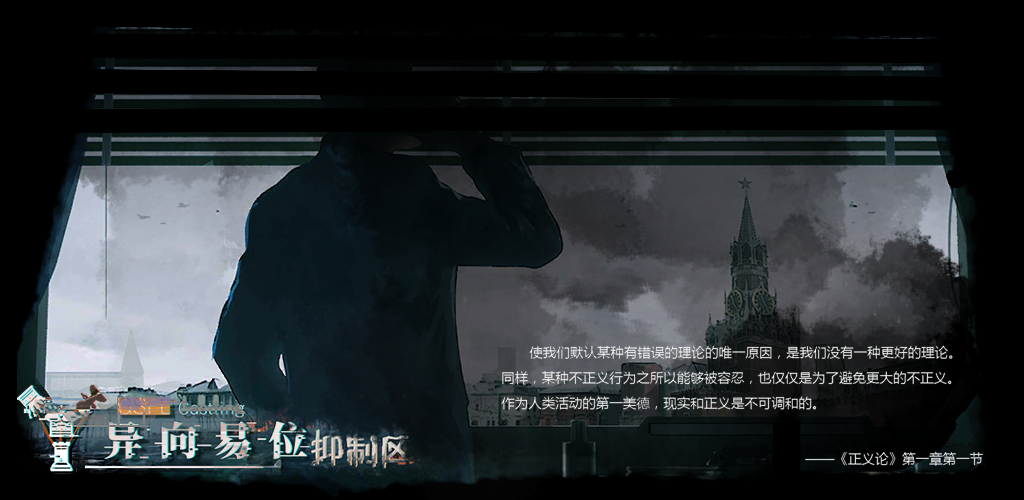 使我们默认某种有错误的理论的唯一原因，是我们没有一种更好的理论。
同样，某种不正义行为之所以能够被容忍，也仅仅是为了避免更大的不正义。
作为人类活动的第一美德，现实和正义是不可调和的。
——《正义论》第一章第一节
Castling
异向易位抑制区